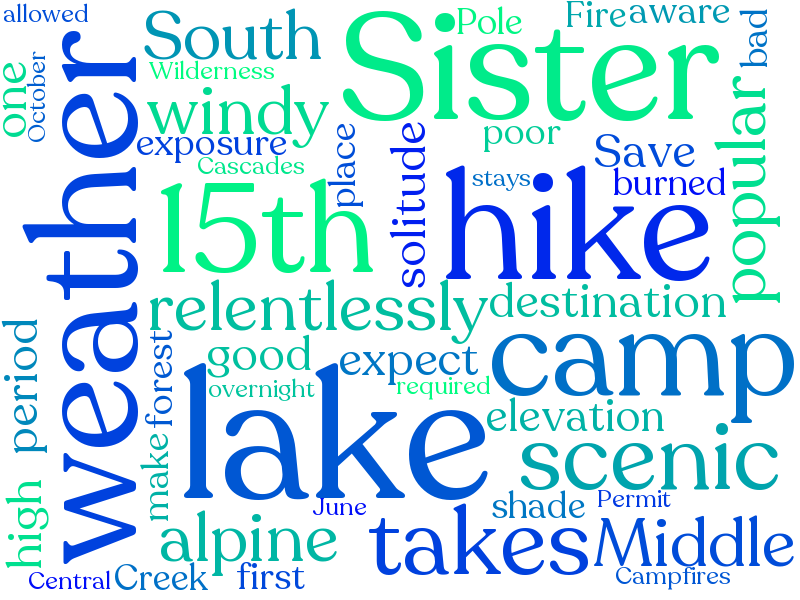 allowed
South
Sister
Pole
Fire
aware
bad
one
October
Wilderness
windy
weather
exposure
Cascades
place
solitude
poor
Save
stays
burned
popular
15th
hike
relentlessly
destination
period
forest
good
expect
camp
overnight
required
lake
elevation
scenic
make
high
June
shade
Permit
alpine
takes
Middle
Central
Creek
first
Campfires